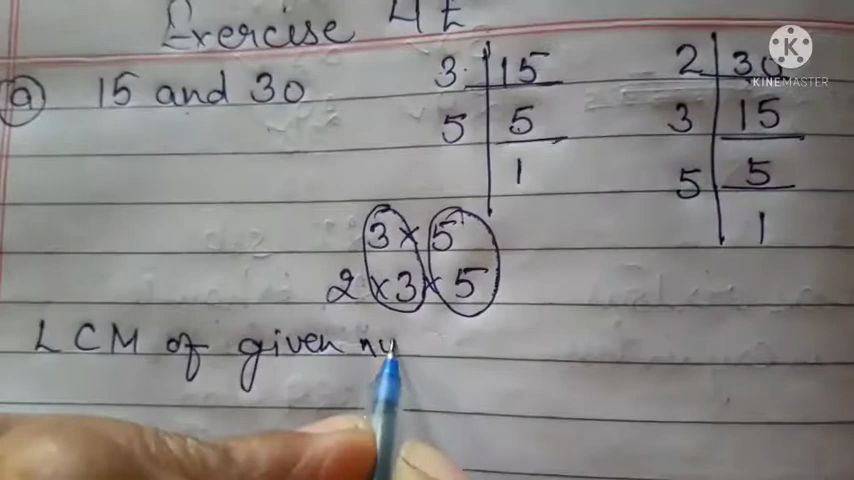 Exercise 4E
a 15 and 30
3 | 15
5 | 5
1
2 | 30
3 | 15
5 | 5
1
3 × 5
2 × 3 × 5
LCM of given nu
KINEMASTER